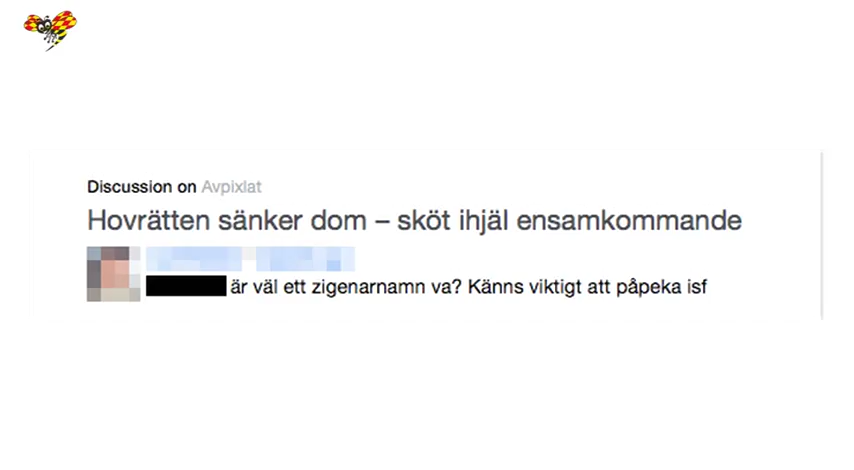 Discussion on Avpixlat
Hovrätten sänker dom – sköt ihjäl ensamkommande
är väl ett zigenarnamn va? Känns viktigt att påpeka isf